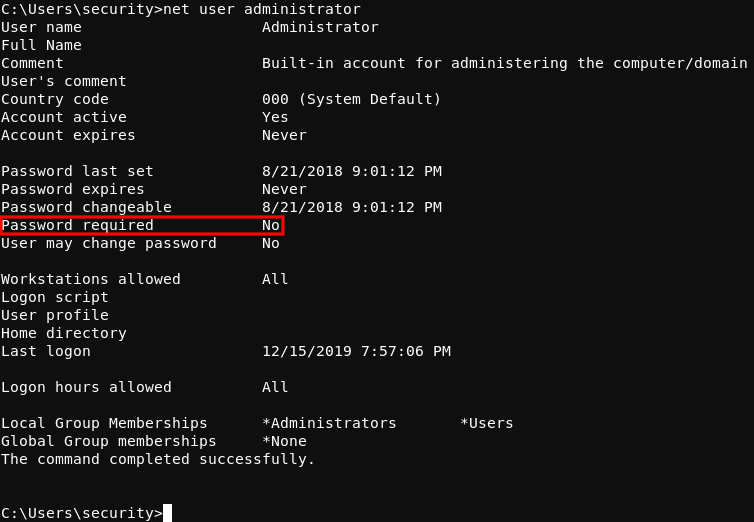 C:\Users\security>net user administrator
User name                    Administrator
Full Name
Comment                      Built-in account for administering the computer/domain
User's comment
Country code                 000 (System Default)
Account active               Yes
Account expires              Never

Password last set            8/21/2018 9:01:12 PM
Password expires             Never
Password changeable          8/21/2018 9:01:12 PM
Password required            No
User may change password     No

Workstations allowed         All
Logon script
User profile
Home directory
Last logon                   12/15/2019 7:57:06 PM

Logon hours allowed          All

Local Group Memberships      *Administrators       *Users
Global Group memberships     *None
The command completed successfully.


C:\Users\security>